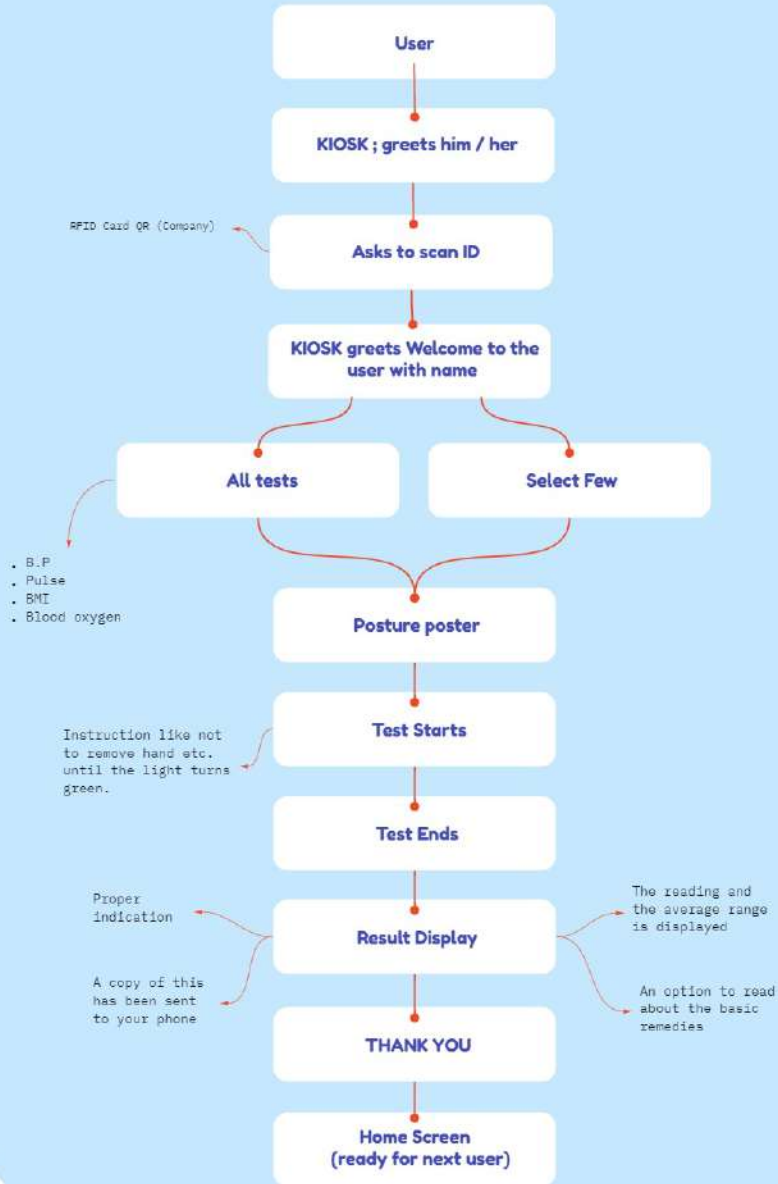 User
KIOSK ; greets him / her
RFID Card QR (Company)
Asks to scan ID
KIOSK greets Welcome to the
user with name
All tests
Select Few
. B.P
. Pulse
. BMI
. Blood oxygen
Posture poster
Test Starts
Instruction like not
to remove hand etc.
until the light turns
green.
Test Ends
Proper
indication
Result Display
The reading and
the average range
is displayed
A copy of this
has been sent
to your phone
An option to read
about the basic
remedies
THANK YOU
Home Screen
(ready for next user)